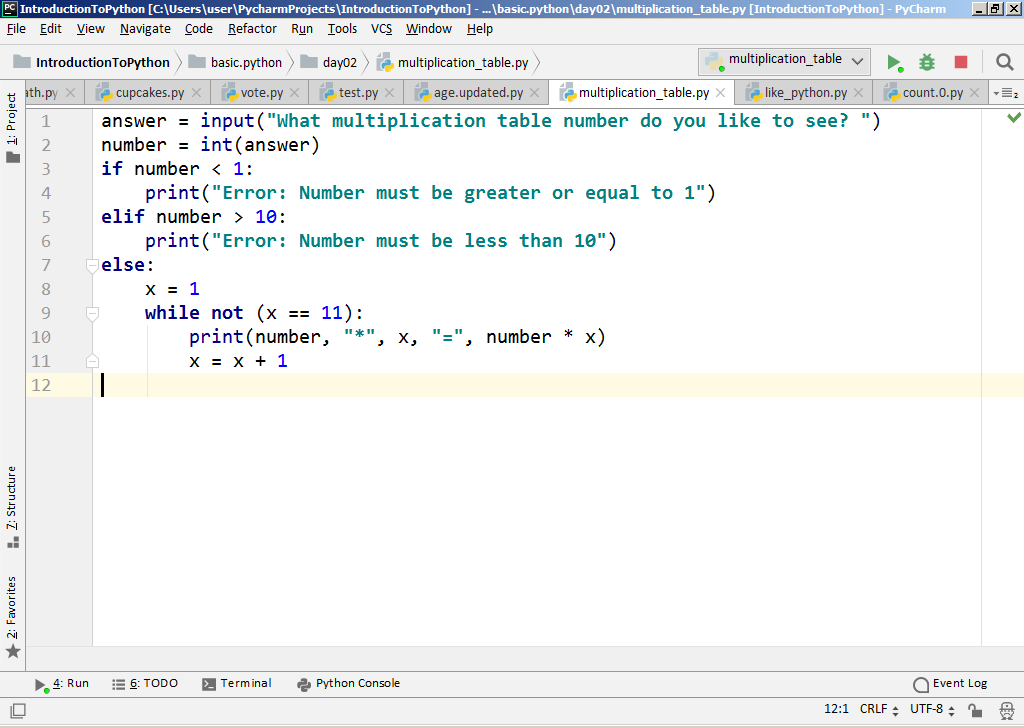 PC IntroductionToPython [C:\Users\user\PycharmProjects\IntroductionToPython] - ...\basic.python\day02\multiplication_table.py [IntroductionToPython] - PyCharm
File Edit View Navigate Code Refactor Run Tools VCS Window Help
IntroductionToPython basic.python day02 multiplication_table.py multiplication_table
ath.py cupcakes.py vote.py test.py age.updated.py multiplication_table.py like_python.py count.0.py 2
1: Project
7: Structure
2: Favorites
1 answer = input("What multiplication table number do you like to see? ")
2 number = int(answer)
3 if number < 1:
4     print("Error: Number must be greater or equal to 1")
5 elif number > 10:
6     print("Error: Number must be less than 10")
7 else:
8     x = 1
9     while not (x == 11):
10         print(number, "*", x, "=", number * x)
11         x = x + 1
12
4: Run 6: TODO Terminal Python Console Event Log
12:1 CRLF UTF-8